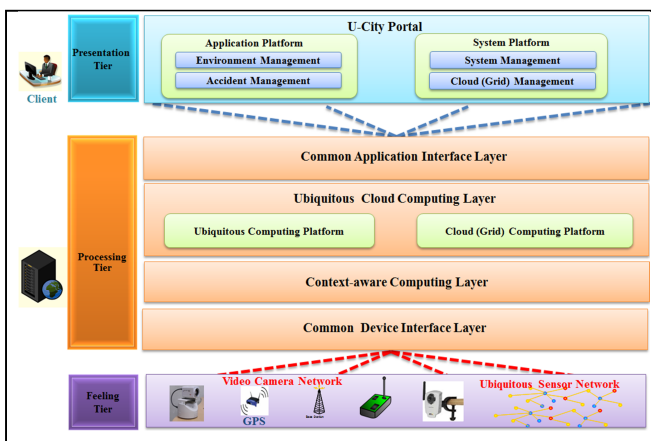 U-City Portal
Presentation
Tier
Application Platform
Environment Management
Accident Management
System Platform
System Management
Cloud (Grid) Management
Client
Common Application Interface Layer
Ubiquitous Cloud Computing Layer
Ubiquitous Computing Platform
Cloud (Grid) Computing Platform
Processing
Tier
Context-aware Computing Layer
Common Device Interface Layer
Feeling
Tier
Video Camera Network
Ubiquitous Sensor Network
GPS